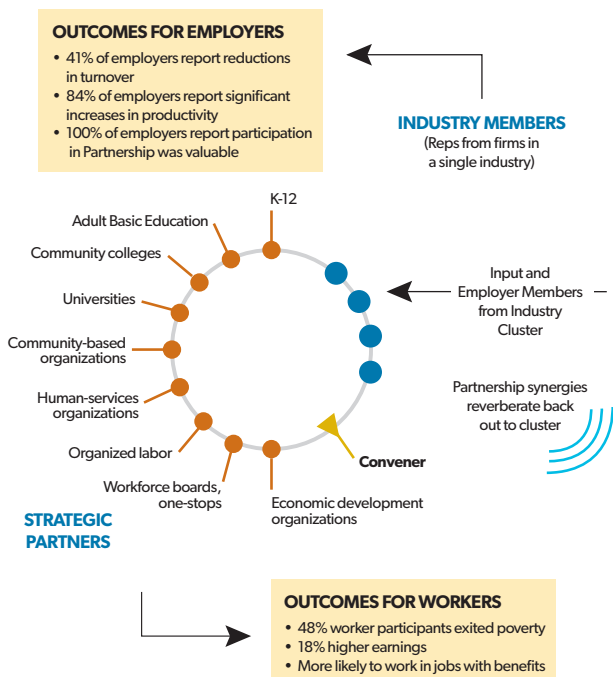 OUTCOMES FOR EMPLOYERS
• 41% of employers report reductions
in turnover
• 84% of employers report significant
increases in productivity
• 100% of employers report participation
in Partnership was valuable
INDUSTRY MEMBERS
(Reps from firms in
a single industry)
K-12
Adult Basic Education
Community colleges
Universities
Community-based
organizations
Human-services
organizations
Organized labor
Workforce boards,
one-stops
Economic development
organizations
Convener
Input and
Employer Members
from Industry
Cluster
Partnership synergies
reverberate back
out to cluster
STRATEGIC
PARTNERS
OUTCOMES FOR WORKERS
• 48% worker participants exited poverty
• 18% higher earnings
• More likely to work in jobs with benefits